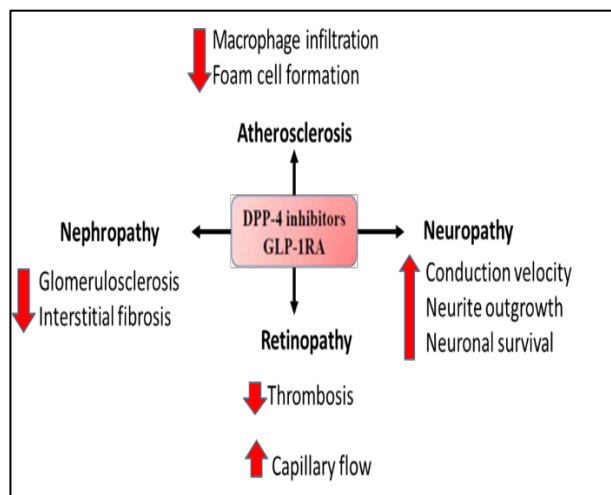 Macrophage infiltration
Foam cell formation
Atherosclerosis
DPP-4 inhibitors
GLP-1RA
Nephropathy
Glomerulosclerosis
Interstitial fibrosis
Neuropathy
Conduction velocity
Neurite outgrowth
Neuronal survival
Retinopathy
Thrombosis
Capillary flow